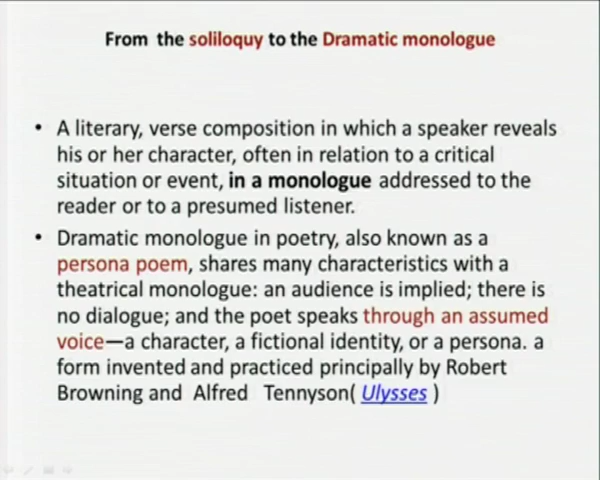 From the soliloquy to the Dramatic monologue
• A literary, verse composition in which a speaker reveals
his or her character, often in relation to a critical
situation or event, in a monologue addressed to the
reader or to a presumed listener.
• Dramatic monologue in poetry, also known as a
persona poem, shares many characteristics with a
theatrical monologue: an audience is implied; there is
no dialogue; and the poet speaks through an assumed
voice—a character, a fictional identity, or a persona. a
form invented and practiced principally by Robert
Browning and Alfred Tennyson( Ulysses )